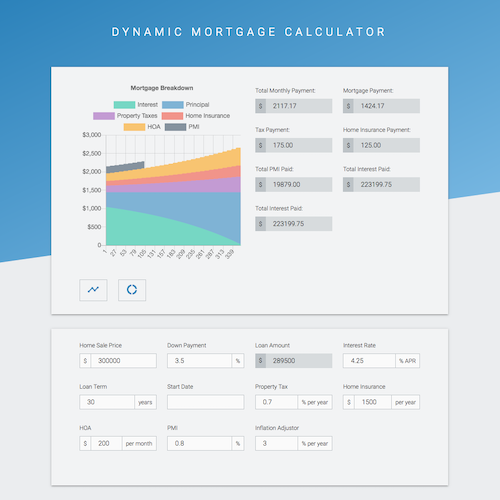 DYNAMIC MORTGAGE CALCULATOR
Mortgage Breakdown
Interest Principal
Property Taxes Home Insurance
HOA PMI
$3,000
$2,500
$2,000
$1,500
$1,000
$500
0
1 27 53 79 105 131 157 183 209 235 261 287 313 339
Total Monthly Payment: Mortgage Payment:
$ 2117.17 $ 1424.17
Tax Payment: Home Insurance Payment:
$ 175.00 $ 125.00
Total PMI Paid: Total Interest Paid:
$ 19879.00 $ 223199.75
Total Interest Paid:
$ 223199.75
Home Sale Price Down Payment Loan Amount Interest Rate
$ 300000 3.5 % $ 289500 4.25 % APR
Loan Term Start Date Property Tax Home Insurance
30 years 0.7 % per year $ 1500 per year
HOA PMI Inflation Adjustor
$ 200 per month 0.8 % 3 % per year